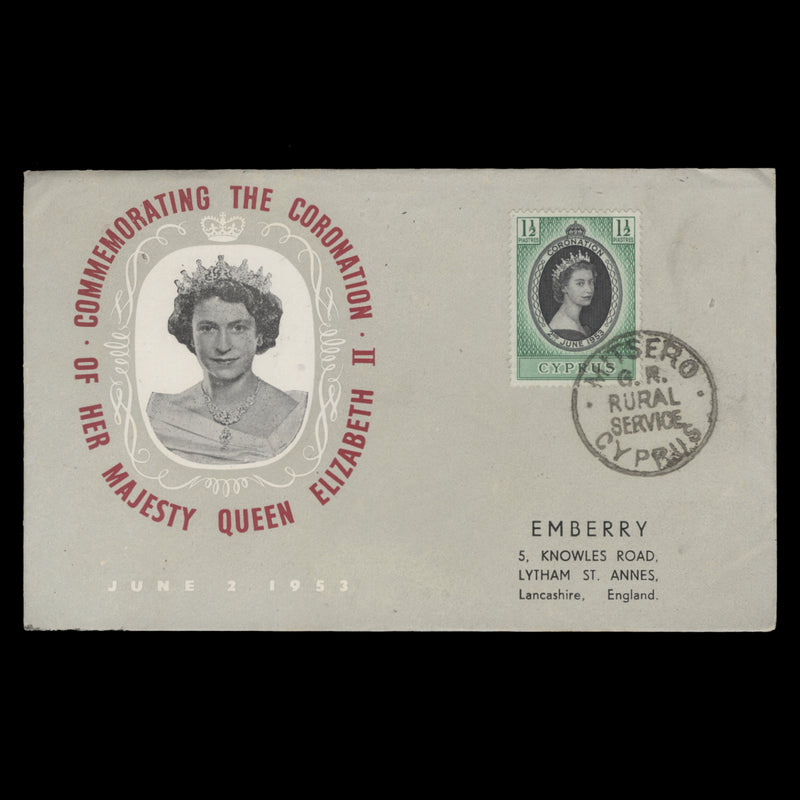 · COMMEMORATING THE CORONATION ·
OF HER MAJESTY QUEEN ELIZABETH II
JUNE 2 1953
1½ 1½
PIASTRES PIASTRES
CORONATION
2ND JUNE 1953
CYPRUS
· MITSERO ·
G. R.
RURAL
SERVICE
CYPRUS
EMBERRY
5, KNOWLES ROAD,
LYTHAM ST. ANNES,
Lancashire, England.